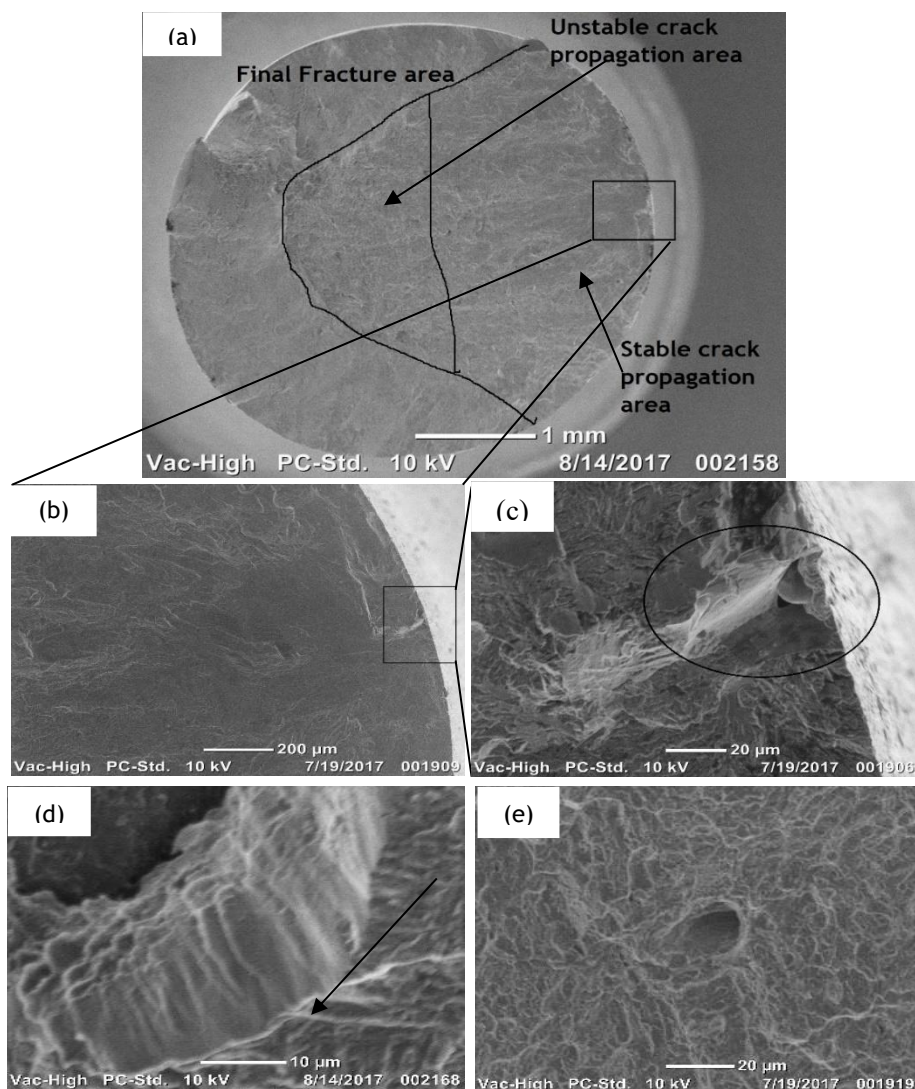 (a)
Unstable crack
propagation area
Final Fracture area
Stable crack
propagation
area
1 mm
Vac-High PC-Std. 10 kV 8/14/2017 002158
(b)
200 µm
Vac-High PC-Std. 10 kV 7/19/2017 001909
(c)
20 µm
Vac-High PC-Std. 10 kV 7/19/2017 001906
(d)
10 µm
Vac-High PC-Std. 10 kV 8/14/2017 002168
(e)
20 µm
Vac-High PC-Std. 10 kV 7/19/2017 001910